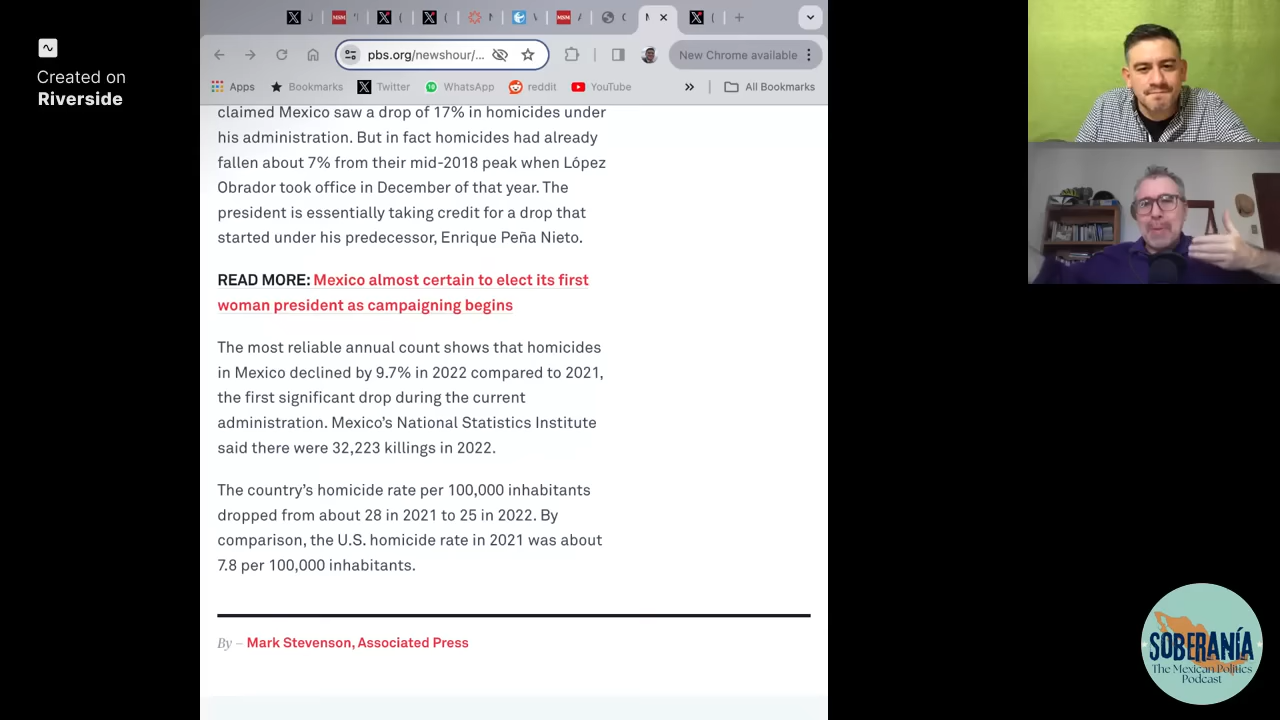 Created on
Riverside
pbs.org/newshour/...
New Chrome available
Apps
Bookmarks
Twitter
WhatsApp
reddit
YouTube
»
All Bookmarks
claimed Mexico saw a drop of 17% in homicides under
his administration. But in fact homicides had already
fallen about 7% from their mid-2018 peak when López
Obrador took office in December of that year. The
president is essentially taking credit for a drop that
started under his predecessor, Enrique Peña Nieto.
READ MORE: Mexico almost certain to elect its first
woman president as campaigning begins
The most reliable annual count shows that homicides
in Mexico declined by 9.7% in 2022 compared to 2021,
the first significant drop during the current
administration. Mexico’s National Statistics Institute
said there were 32,223 killings in 2022.
The country’s homicide rate per 100,000 inhabitants
dropped from about 28 in 2021 to 25 in 2022. By
comparison, the U.S. homicide rate in 2021 was about
7.8 per 100,000 inhabitants.
By – Mark Stevenson, Associated Press
SOBERANÍA
The Mexican Politics
Podcast